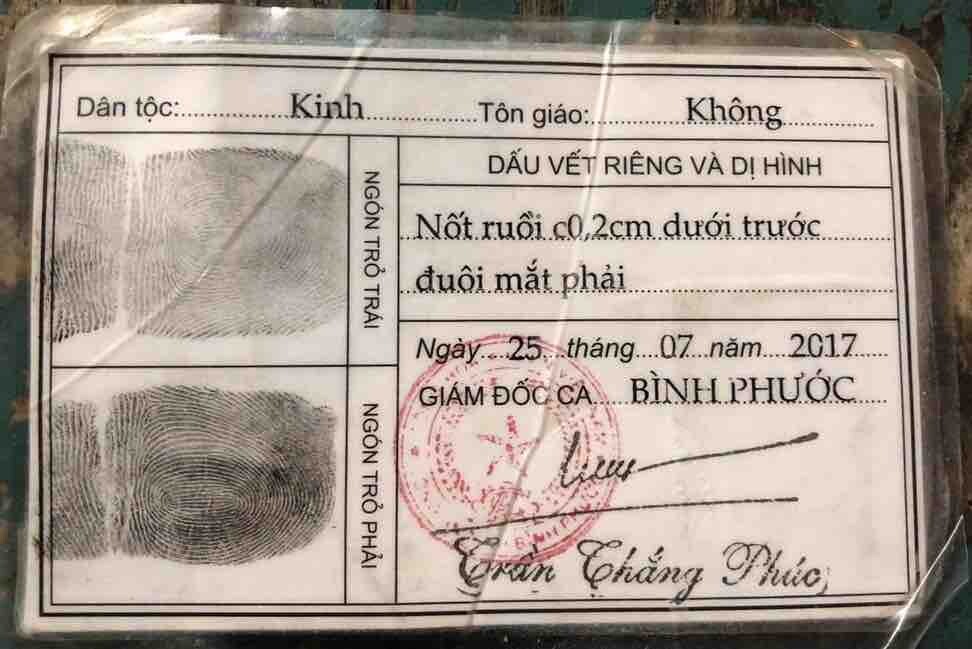 Dân tộc: Kinh Tôn giáo: Không
NGÓN TRỎ TRÁI
DẤU VẾT RIÊNG VÀ DỊ HÌNH
Nốt ruồi c0,2cm dưới trước
đuôi mắt phải
Ngày 25 tháng 07 năm 2017
GIÁM ĐỐC CA BÌNH PHƯỚC
NGÓN TRỎ PHẢI
Trần Thắng Phúc